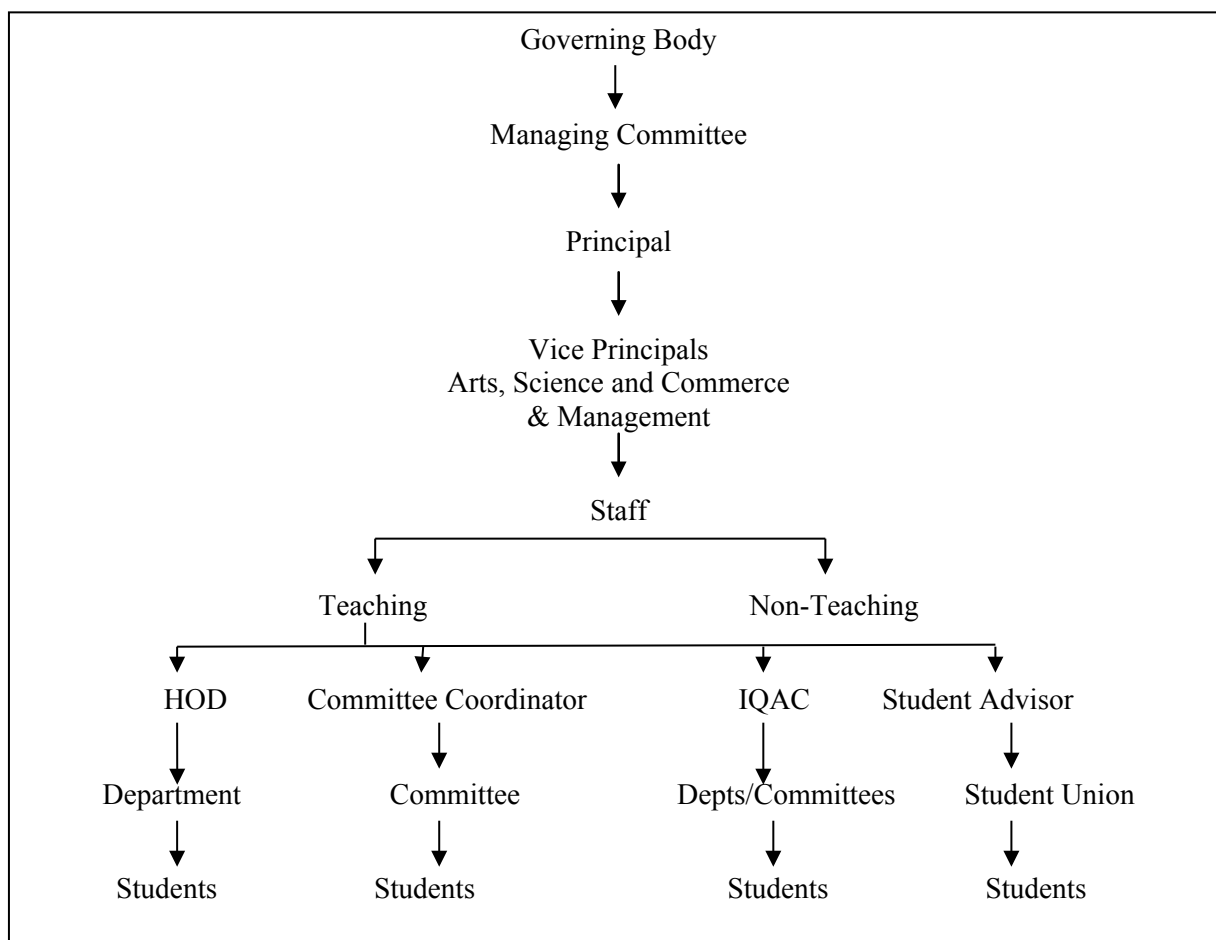 Governing Body
Managing Committee
Principal
Vice Principals
Arts, Science and Commerce
& Management
Staff
Teaching Non-Teaching
HOD Committee Coordinator IQAC Student Advisor
Department Committee Depts/Committees Student Union
Students Students Students Students